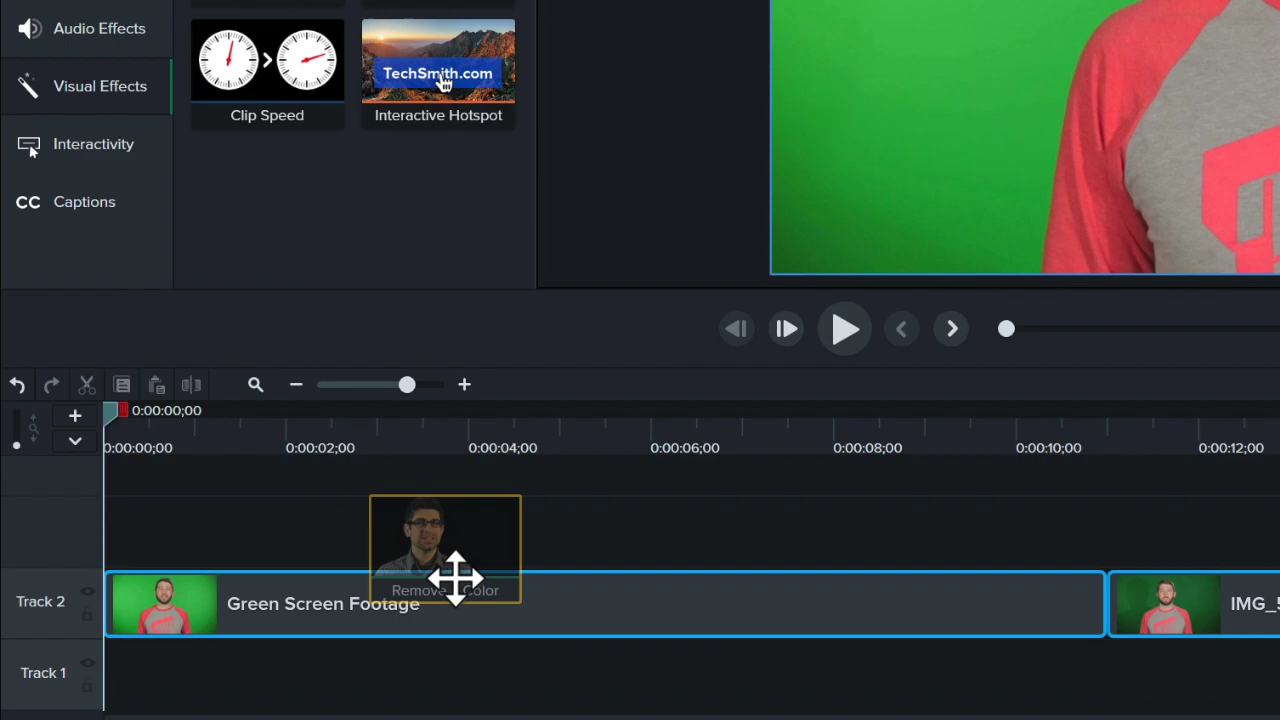 Audio Effects
Visual Effects
Interactivity
CC Captions
Clip Speed
TechSmith.com
Interactive Hotspot
0:00:00;00
0:00:00;00 0:00:02;00 0:00:04;00 0:00:06;00 0:00:08;00 0:00:10;00 0:00:12;00
Remove Color
Track 2
Green Screen Footage
IMG_5
Track 1